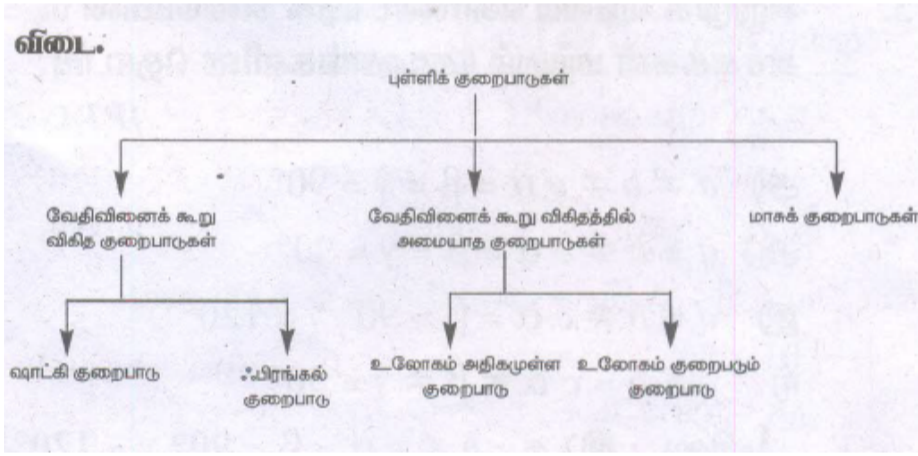 விடை.
புள்ளிக் குறைபாடுகள்
வேதிவினைக் கூறு
விகித குறைபாடுகள்
வேதிவினைக் கூறு விகிதத்தில்
அமையாத குறைபாடுகள்
மாசுக் குறைபாடுகள்
ஷாட்கி குறைபாடு
ஃபிரங்கல்
குறைபாடு
உலோகம் அதிகமுள்ள
குறைபாடு
உலோகம் குறைபடும்
குறைபாடு